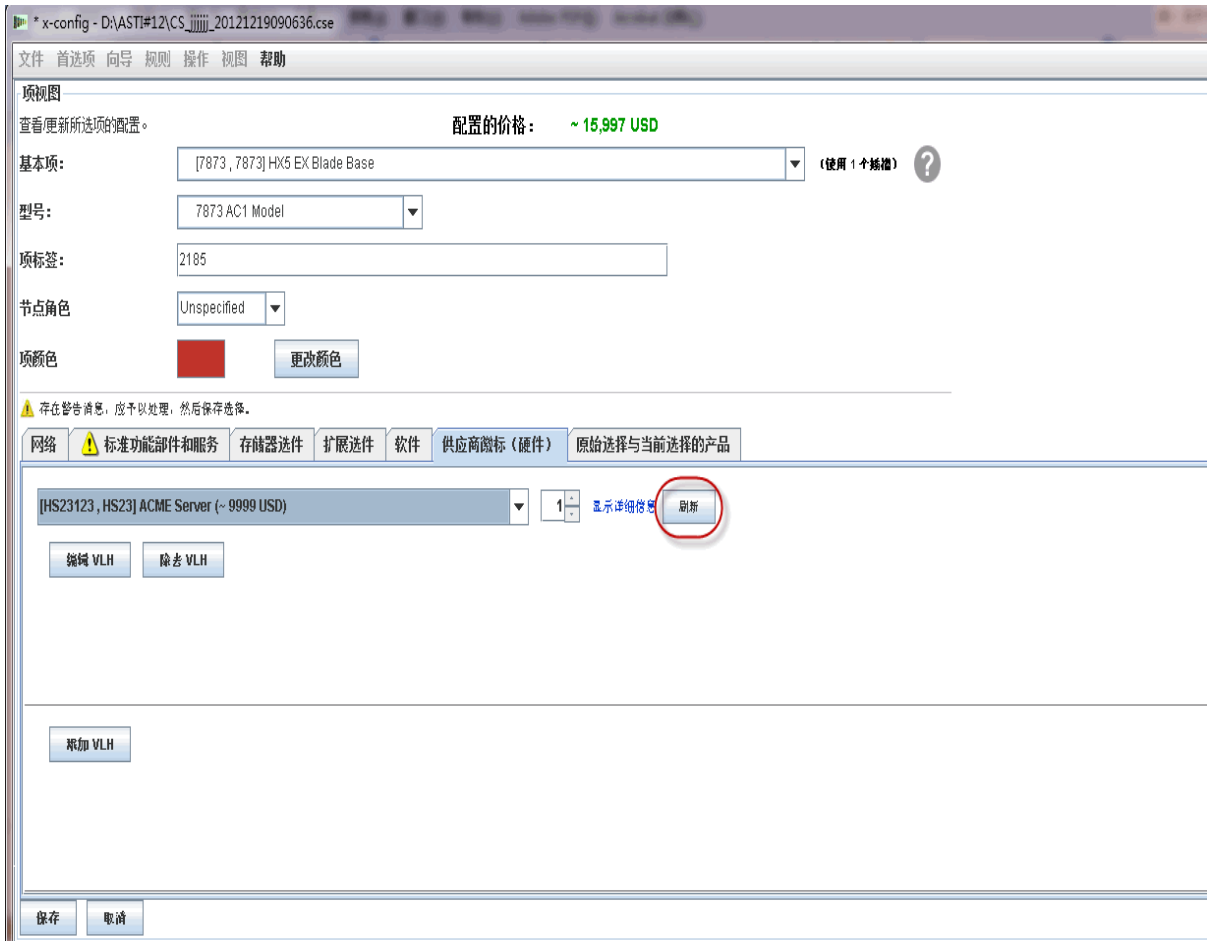 * x-config - D:\ASTI#12\CS_jjjjjj_20121219090636.cse
文件 首选项 向导 规则 操作 视图 帮助
项视图
查看/更新所选项的配置。 配置的价格: ~ 15,997 USD
基本项: [7873 , 7873] HX5 EX Blade Base (使用 1 个插槽) ?
型号: 7873 AC1 Model
项标签: 2185
节点角色 Unspecified
项颜色 更改颜色
存在警告消息，应予以处理，然后保存选择。
网络 标准功能部件和服务 存储器选件 扩展选件 软件 供应商徽标（硬件） 原始选择与当前选择的产品
[HS23123 , HS23] ACME Server (~ 9999 USD) 1 显示详细信息 刷新
编辑 VLH 除去 VLH
添加 VLH
保存 取消